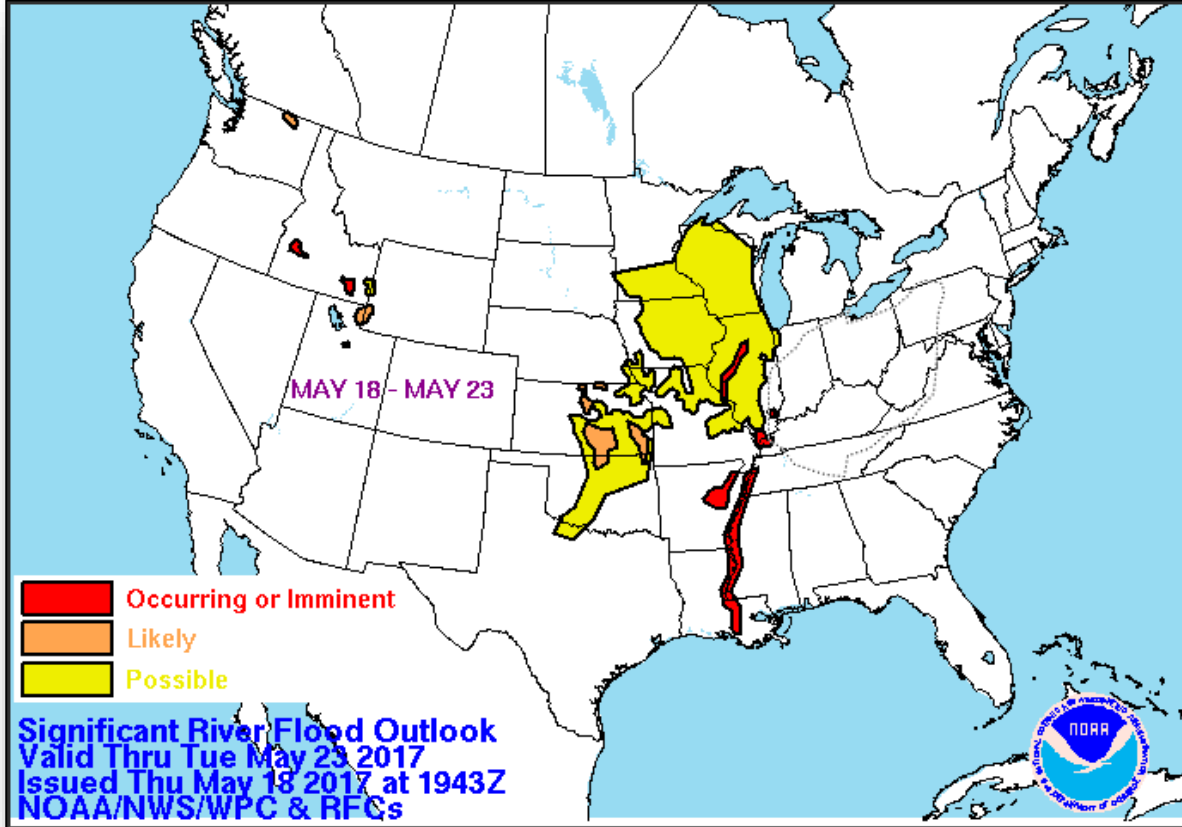 MAY 18 - MAY 23
Occurring or Imminent
Likely
Possible
Significant River Flood Outlook
Valid Thru Tue May 23 2017
Issued Thu May 18 2017 at 1943Z
NOAA/NWS/WPC & RFCs
NOAA